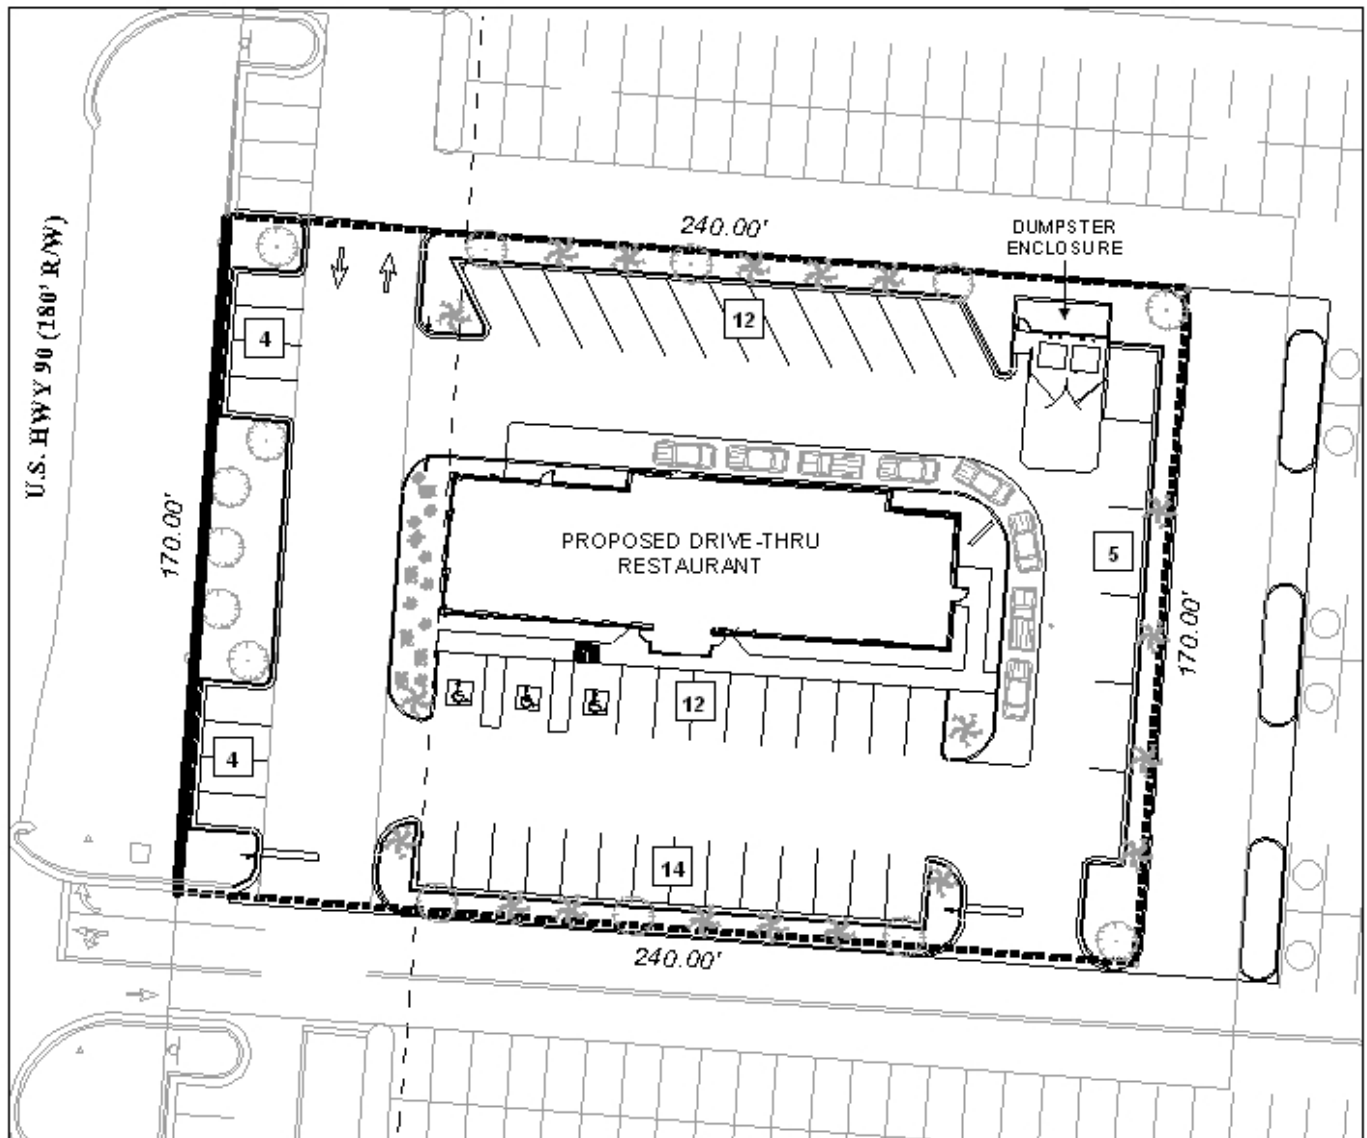 240.00'
DUMPSTER
ENCLOSURE
U.S. HWY 90 (180' R/W)
12
4
170.00'
PROPOSED DRIVE-THRU
RESTAURANT
5
170.00'
12
4
14
240.00'